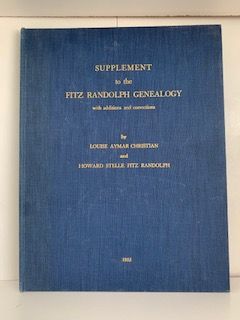 SUPPLEMENT
to the
FITZ RANDOLPH GENEALOGY
with additions and corrections
by
LOUISE AYMAR CHRISTIAN
and
HOWARD STELLE FITZ RANDOLPH